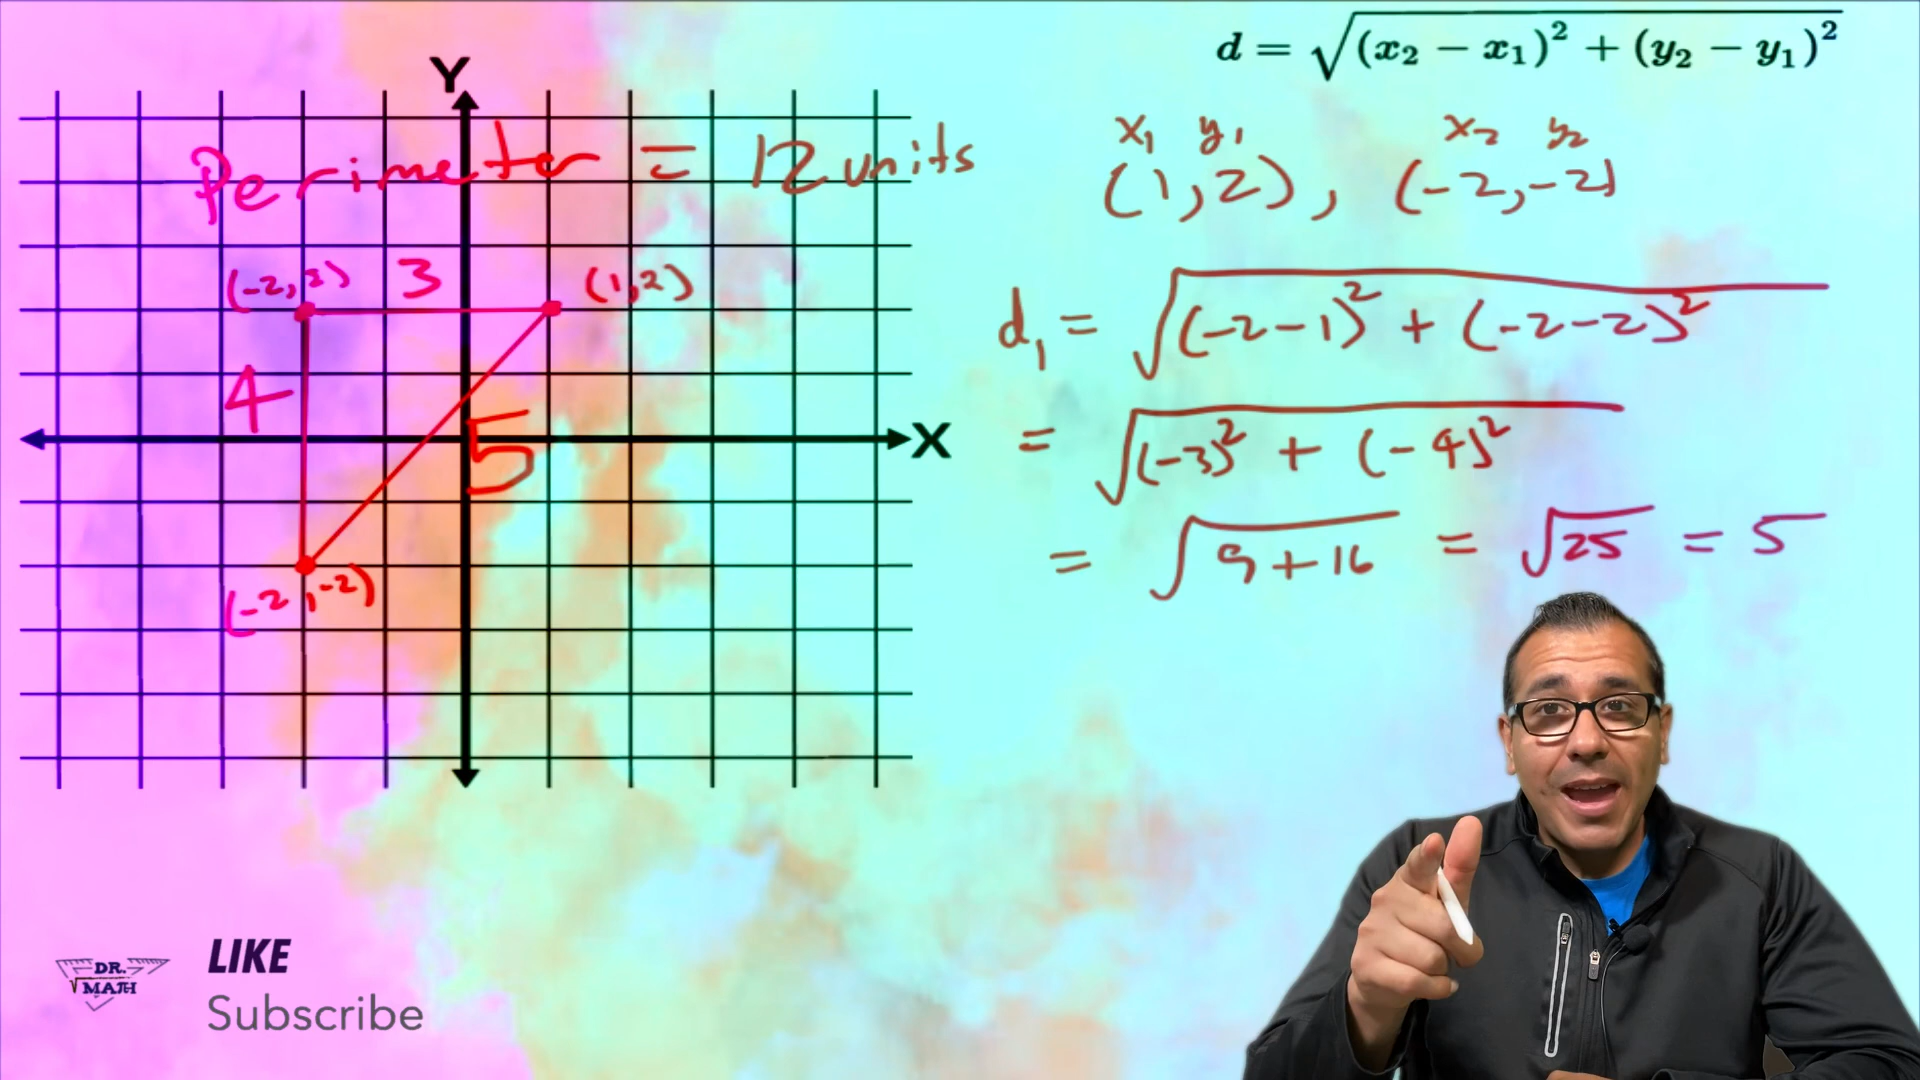 d = √(x₂ − x₁)² + (y₂ − y₁)²
Y
Perimeter = 12 units
(-2,2) 3 (1,2)
4
5
X
(-2,-2)
x₁ y₁ x₂ y₂
(1,2), (-2,-2)
d₁ = √(-2-1)² + (-2-2)²
= √(-3)² + (-4)²
= √9+16 = √25 = 5
DR.
√MATH
LIKE
Subscribe